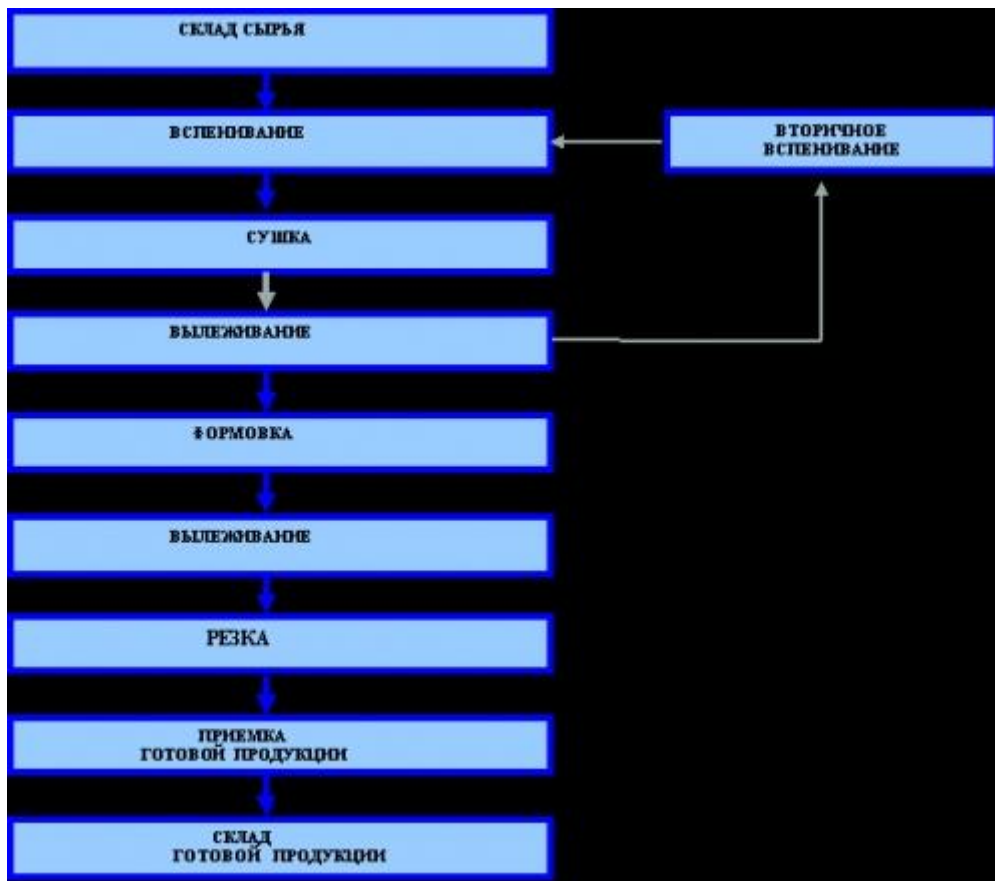 СКЛАД СЫРЬЯ
ВСПЕНИВАНИЕ
ВТОРИЧНОЕ
ВСПЕНИВАНИЕ
СУШКА
ВЫЛЕЖИВАНИЕ
ФОРМОВКА
ВЫЛЕЖИВАНИЕ
РЕЗКА
ПРИЕМКА
ГОТОВОЙ ПРОДУКЦИИ
СКЛАД
ГОТОВОЙ ПРОДУКЦИИ